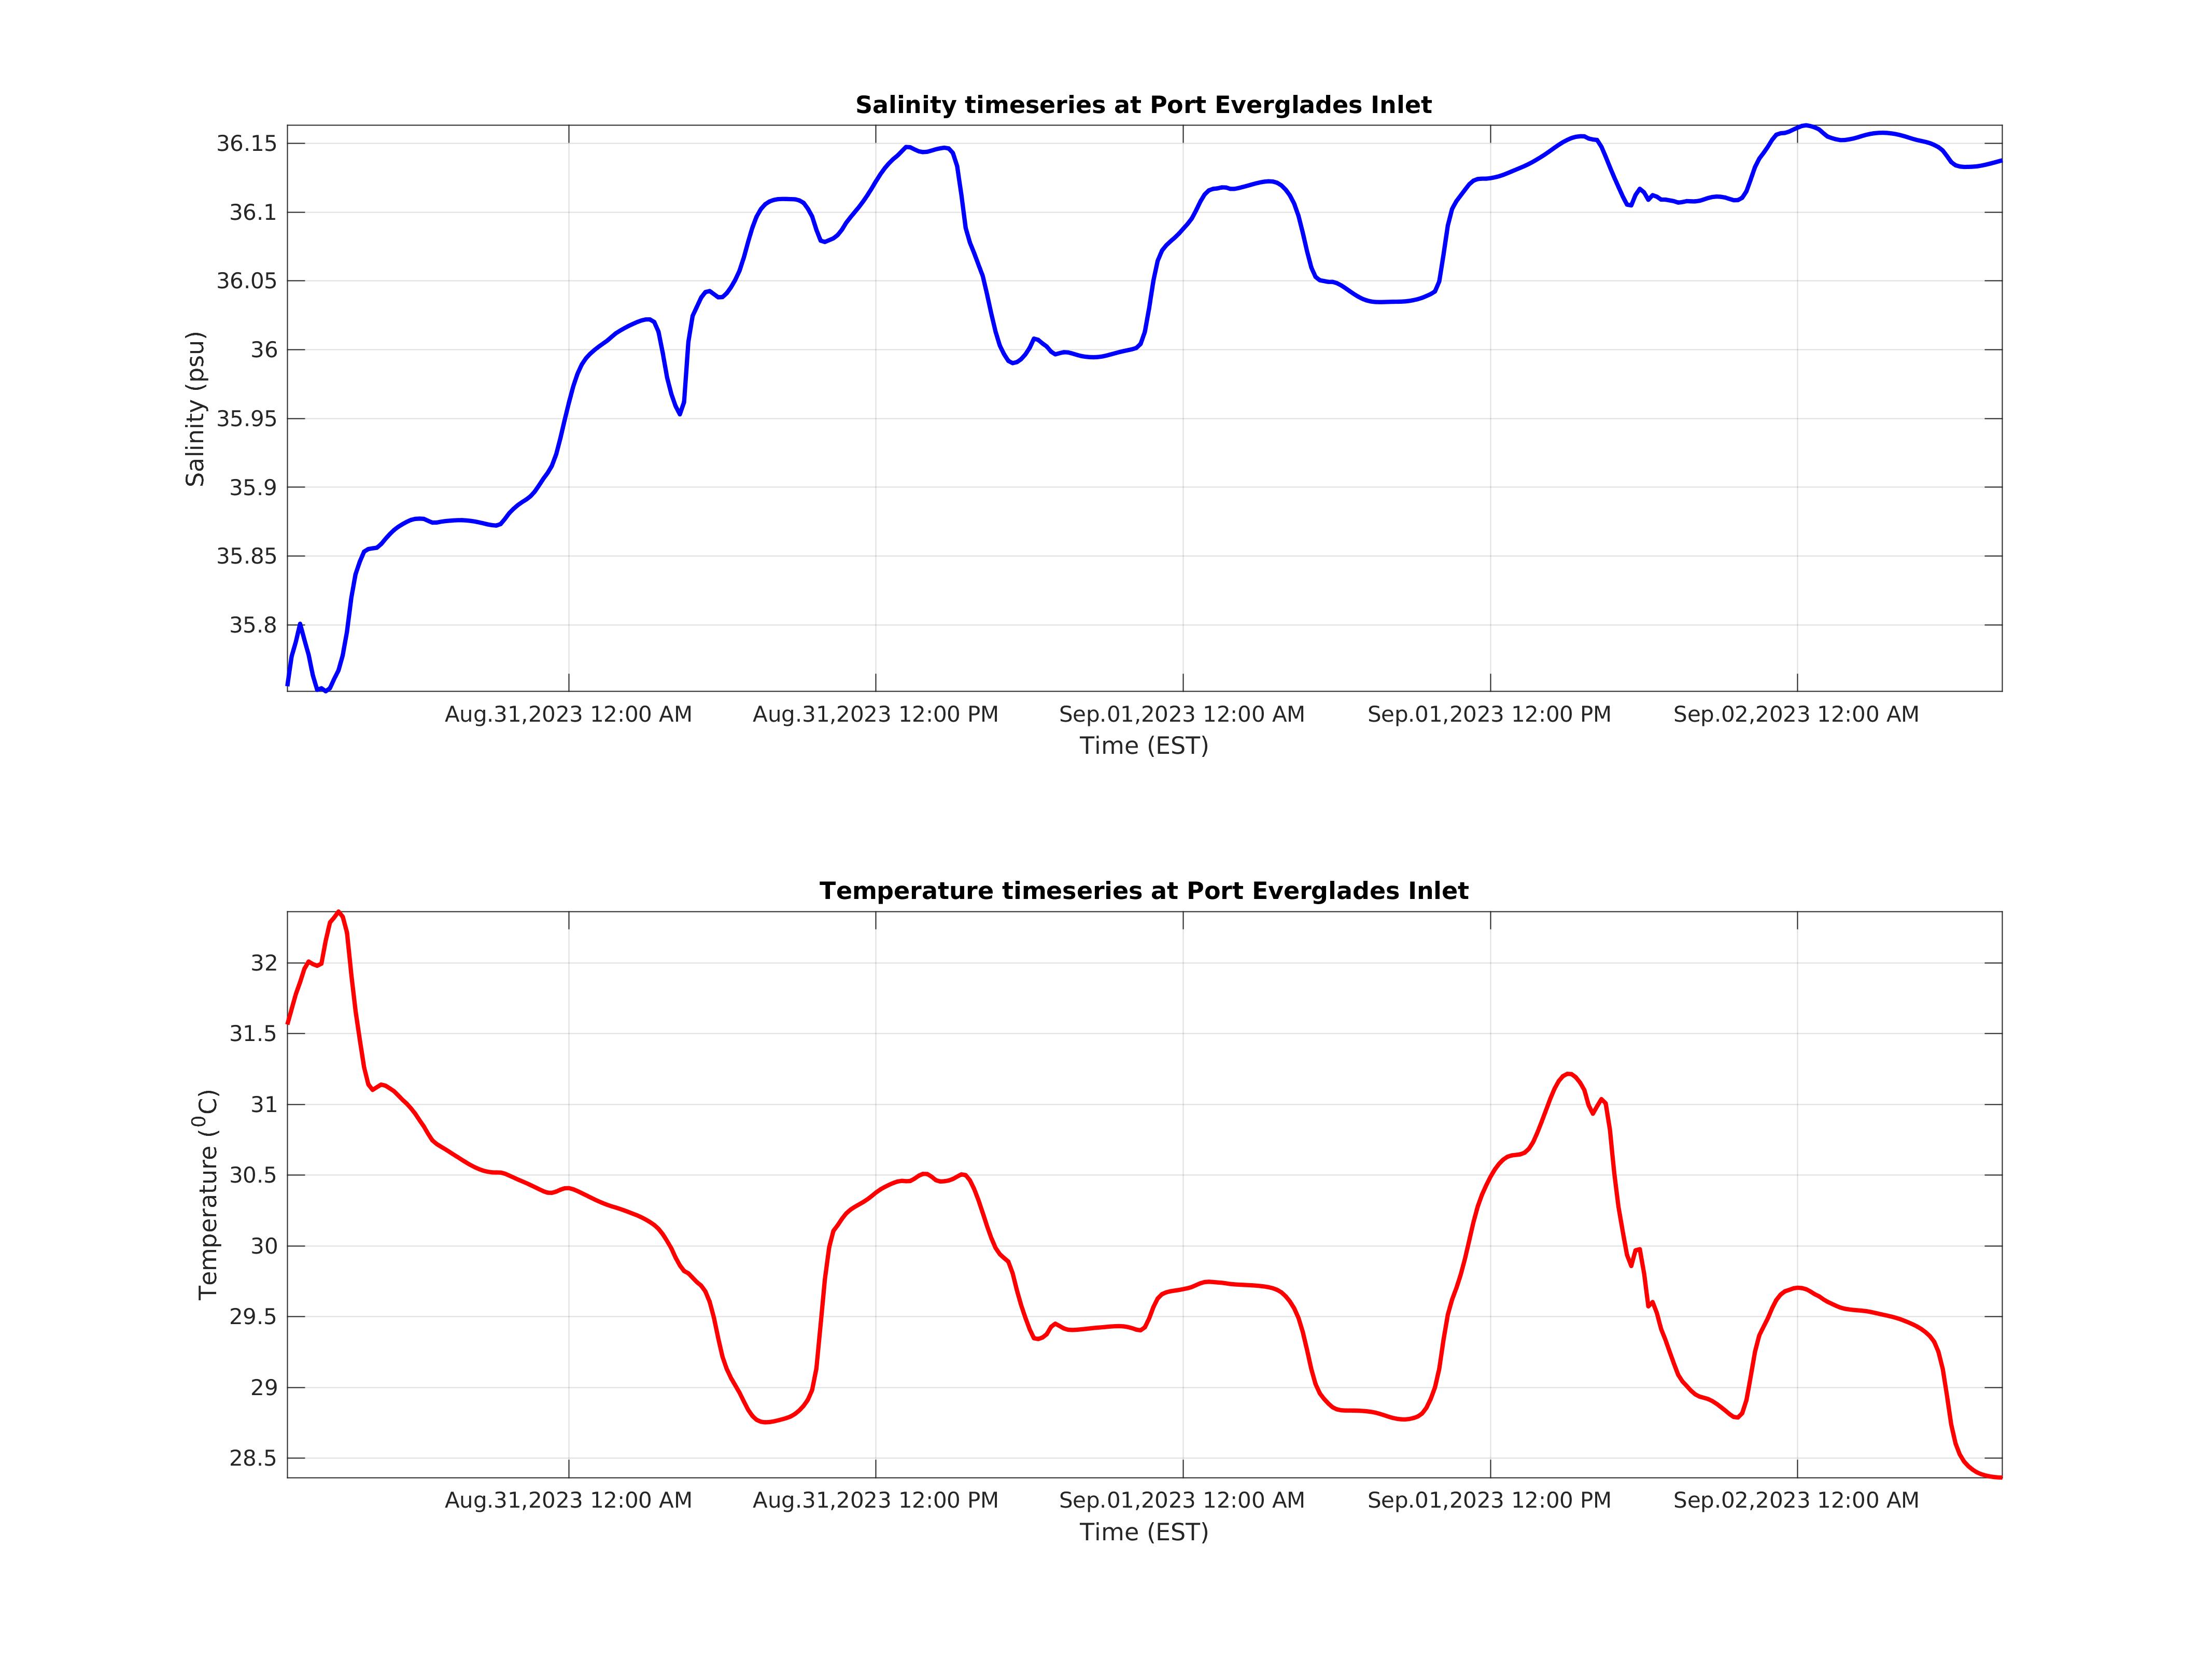 Salinity timeseries at Port Everglades Inlet
36.15
36.1
36.05
36
35.95
35.9
35.85
35.8
Salinity (psu)
Aug.31,2023 12:00 AM
Aug.31,2023 12:00 PM
Sep.01,2023 12:00 AM
Sep.01,2023 12:00 PM
Sep.02,2023 12:00 AM
Time (EST)
Temperature timeseries at Port Everglades Inlet
32
31.5
31
30.5
30
29.5
29
28.5
Temperature (⁰C)
Aug.31,2023 12:00 AM
Aug.31,2023 12:00 PM
Sep.01,2023 12:00 AM
Sep.01,2023 12:00 PM
Sep.02,2023 12:00 AM
Time (EST)